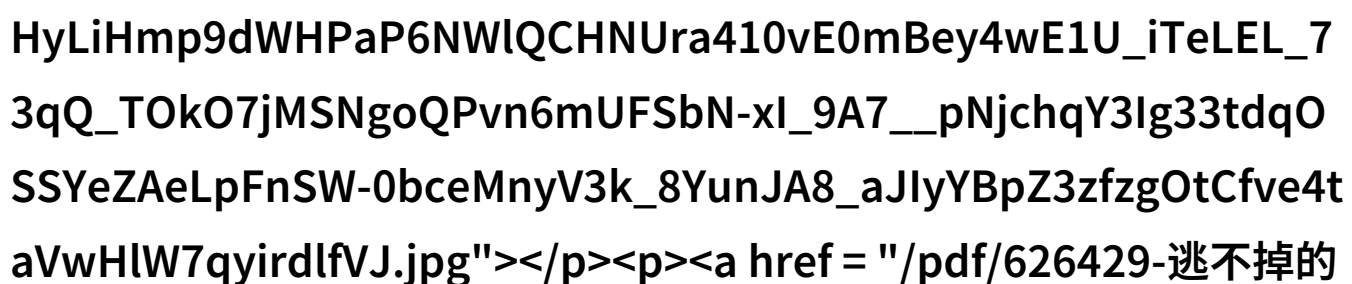 HyLiHmp9dWHPaP6NWlQCHNUra410vE0mBey4wE1U_iTeLEL_7
3qQ_TOkO7jMSNgoQPvn6mUFSbN-xI_9A7__pNjchqY3Ig33tdqO
SSYeZAeLpFnSW-0bceMnyV3k_8YunJA8_aJIyYBpZ3zfzgOtCfve4t
aVwHlW7qyirdlfVJ.jpg"></p><p><a href = "/pdf/626429-逃不掉的